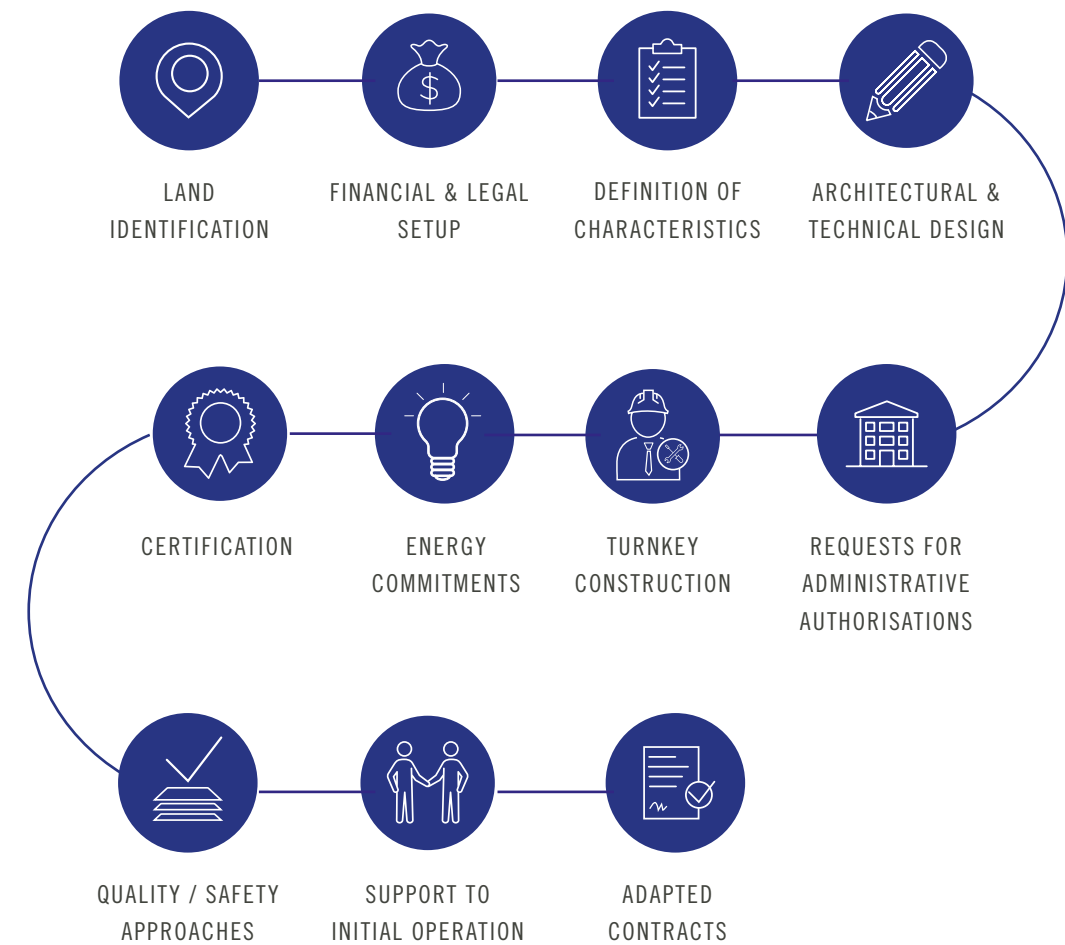 LAND
IDENTIFICATION
FINANCIAL & LEGAL
SETUP
DEFINITION OF
CHARACTERISTICS
ARCHITECTURAL &
TECHNICAL DESIGN
CERTIFICATION
ENERGY
COMMITMENTS
TURNKEY
CONSTRUCTION
REQUESTS FOR
ADMINISTRATIVE
AUTHORISATIONS
QUALITY / SAFETY
APPROACHES
SUPPORT TO
INITIAL OPERATION
ADAPTED
CONTRACTS